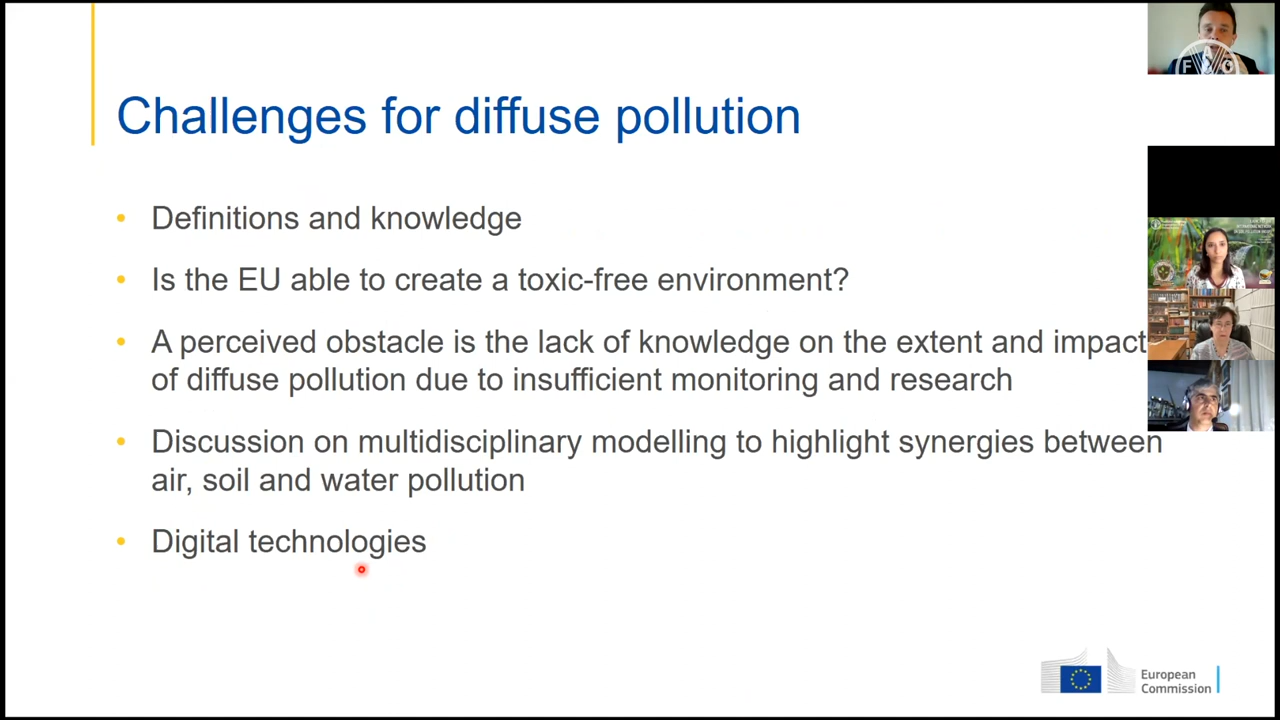 Challenges for diffuse pollution
• Definitions and knowledge
• Is the EU able to create a toxic-free environment?
• A perceived obstacle is the lack of knowledge on the extent and impact
of diffuse pollution due to insufficient monitoring and research
• Discussion on multidisciplinary modelling to highlight synergies between
air, soil and water pollution
• Digital technologies
European
Commission
FAO